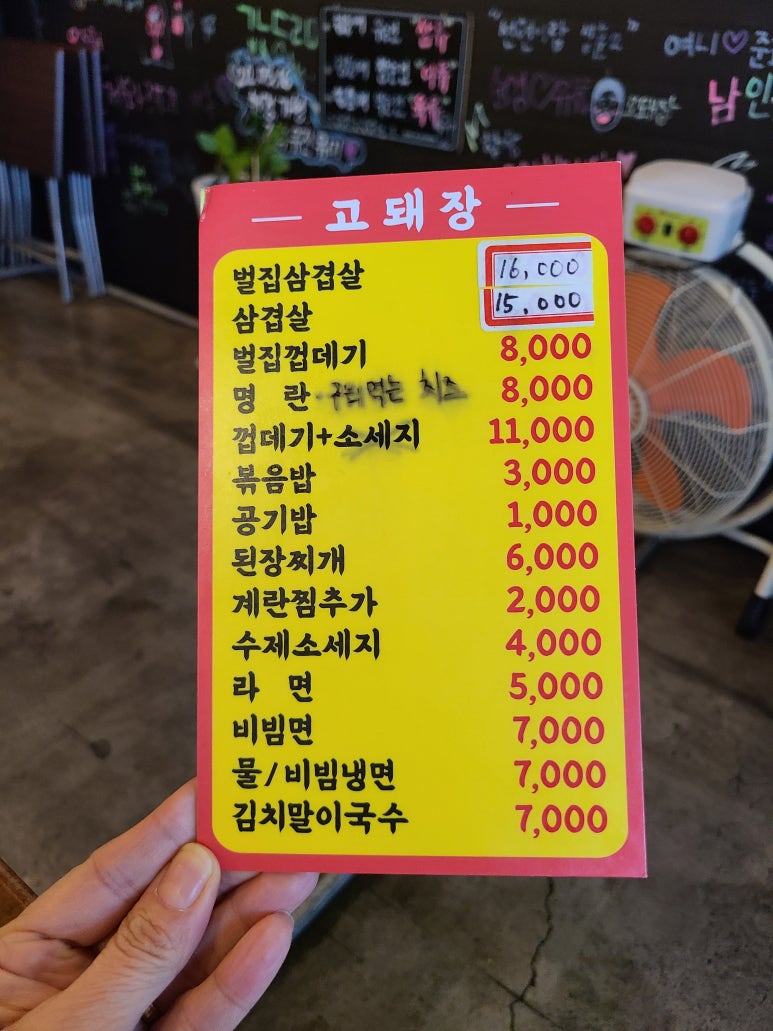 고돼장
벌집삼겹살 16,000
삼겹살 15,000
벌집껍데기 8,000
명 란 · 구워먹는 치즈 8,000
껍데기+소세지 11,000
볶음밥 3,000
공기밥 1,000
된장찌개 6,000
계란찜추가 2,000
수제소세지 4,000
라 면 5,000
비빔면 7,000
물/비빔냉면 7,000
김치말이국수 7,000
여니♡
남